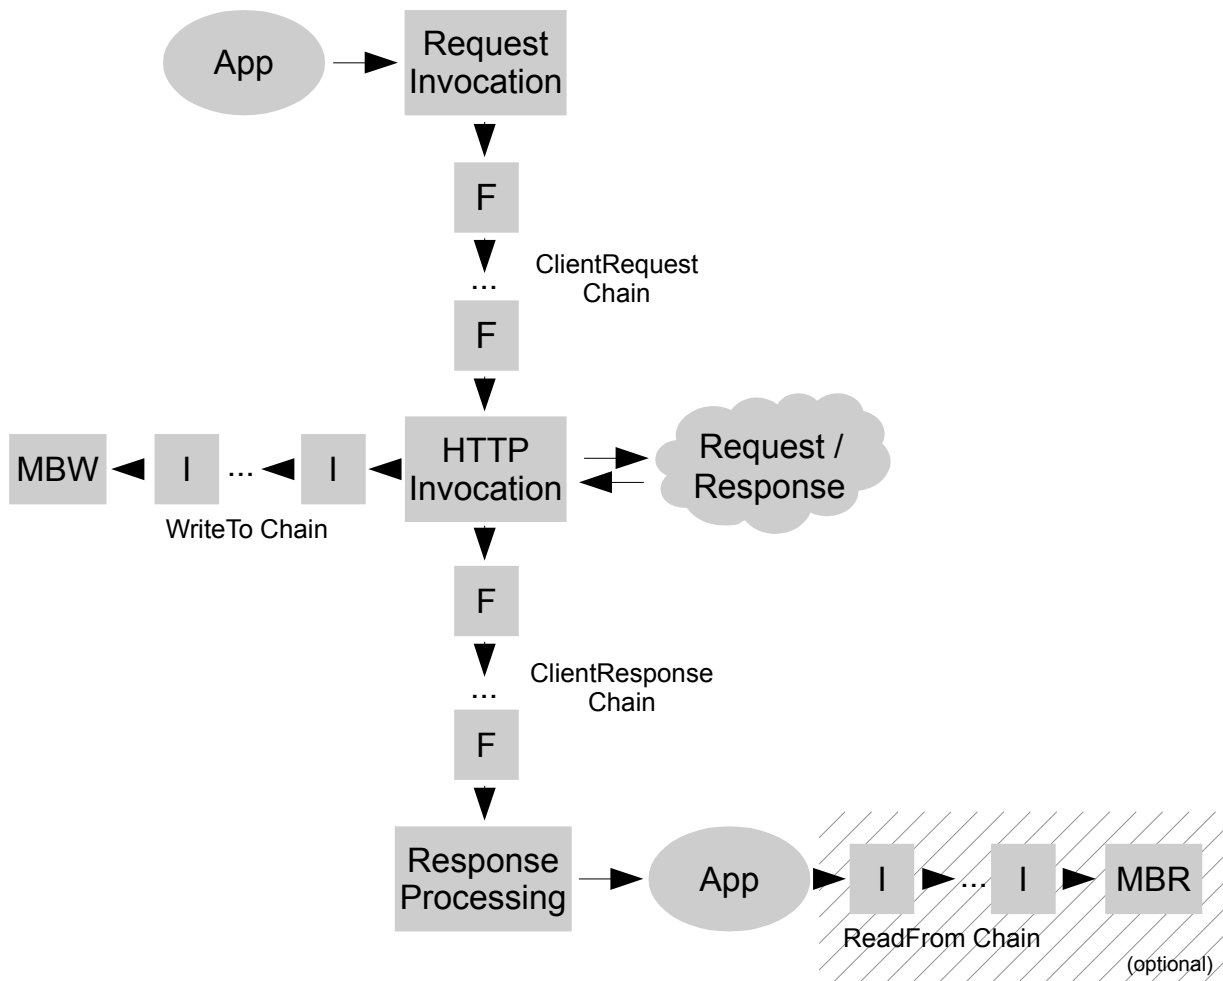 App
Request
Invocation
F
...
ClientRequest
Chain
F
MBW
I
...
I
HTTP
Invocation
Request /
Response
WriteTo Chain
F
...
ClientResponse
Chain
F
Response
Processing
App
I
...
I
MBR
ReadFrom Chain
(optional)